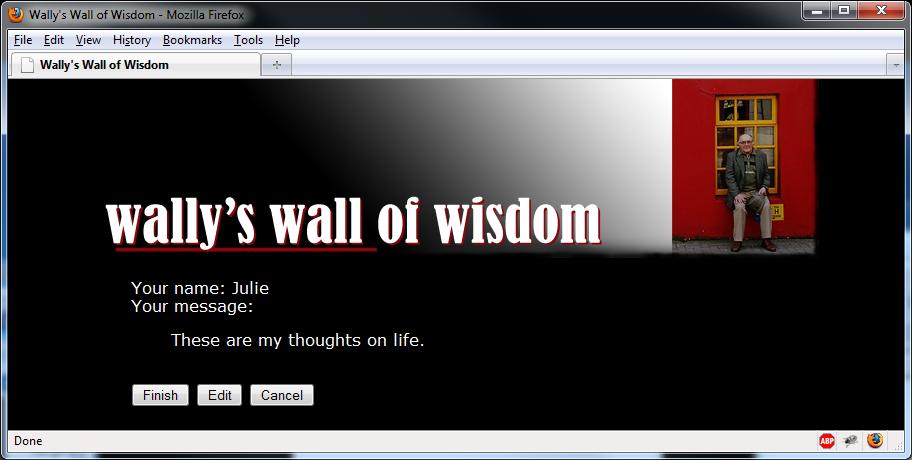 Wally's Wall of Wisdom - Mozilla Firefox
File Edit View History Bookmarks Tools Help
Wally's Wall of Wisdom
wally's wall of wisdom
Your name: Julie
Your message:
These are my thoughts on life.
Finish Edit Cancel
Done
ABP